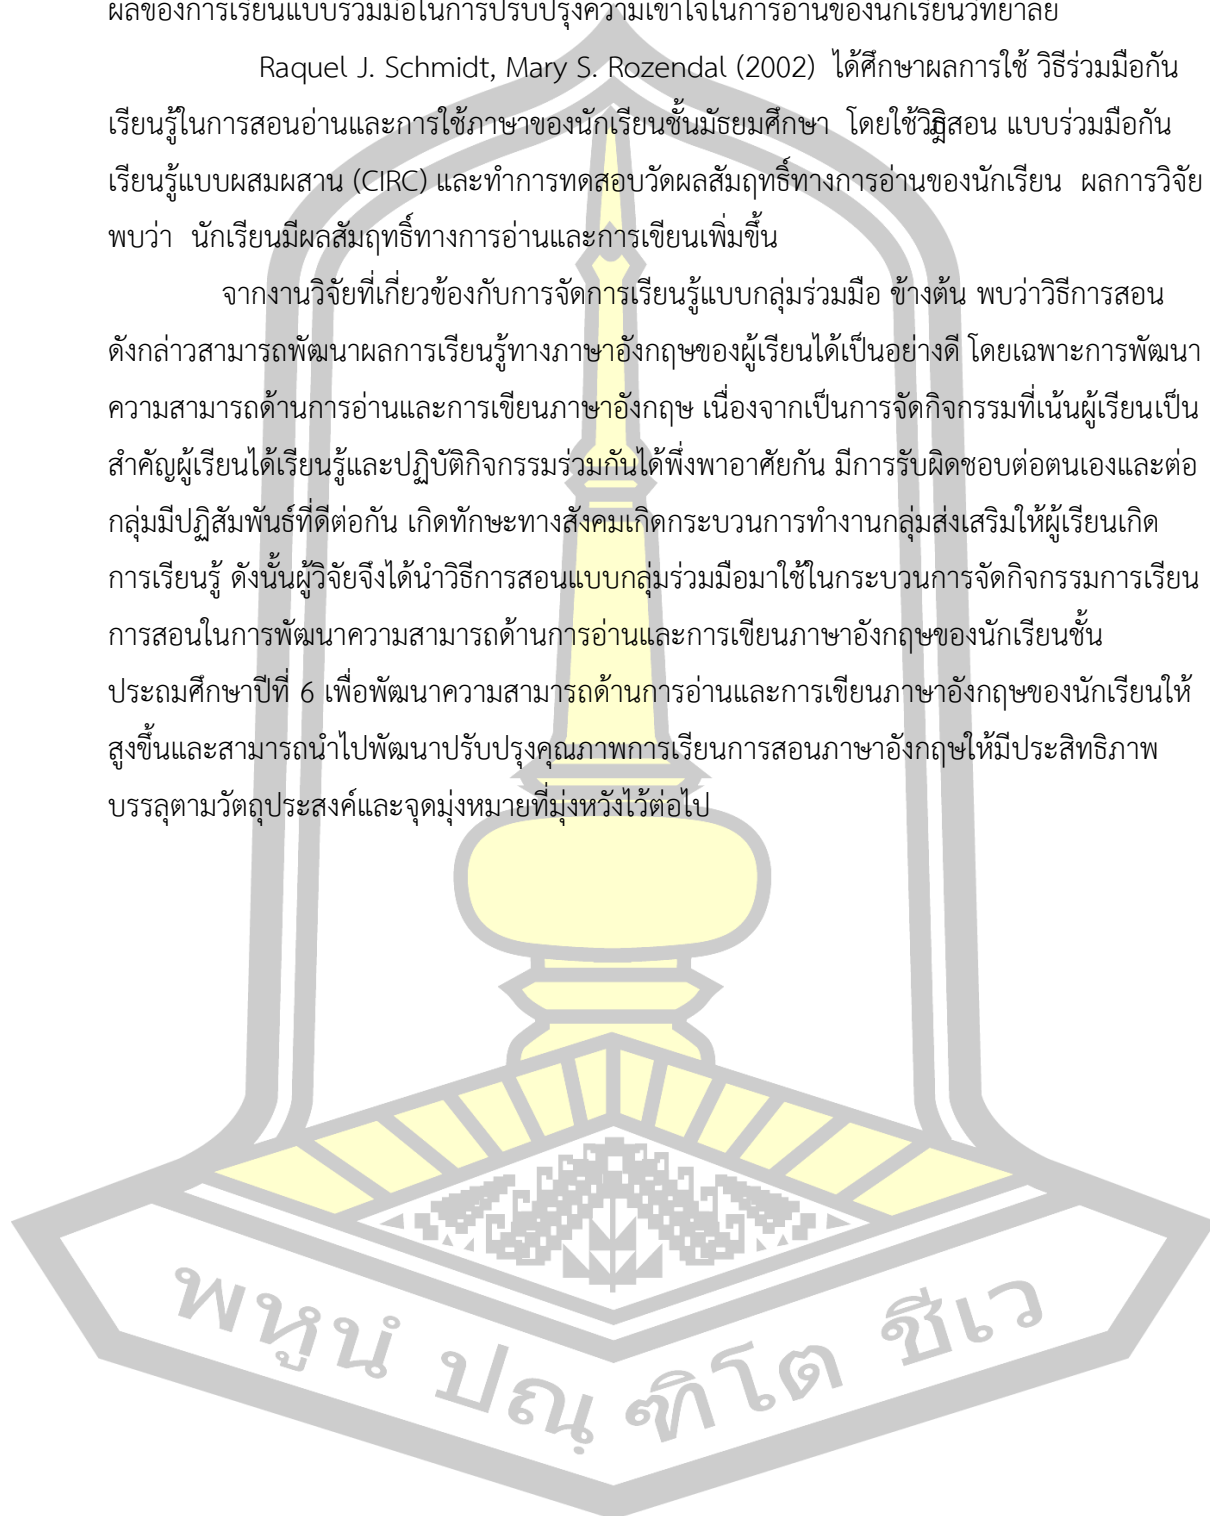 ผลของการเรียนแบบร่วมมือในการปรับปรุงความเข้าใจในการอ่านของนักเรียนวิทยาลัย
Raquel J. Schmidt, Mary S. Rozendal (2002) ได้ศึกษาผลการใช้ วิธีร่วมมือกัน
เรียนรู้ในการสอนอ่านและการใช้ภาษาของนักเรียนชั้นมัธยมศึกษา โดยใช้วิธีสอน แบบร่วมมือกัน
เรียนรู้แบบผสมผสาน (CIRC) และทำการทดสอบวัดผลสัมฤทธิ์ทางการอ่านของนักเรียน ผลการวิจัย
พบว่า นักเรียนมีผลสัมฤทธิ์ทางการอ่านและการเขียนเพิ่มขึ้น
จากงานวิจัยที่เกี่ยวข้องกับการจัดการเรียนรู้แบบกลุ่มร่วมมือ ข้างต้น พบว่าวิธีการสอน
ดังกล่าวสามารถพัฒนาผลการเรียนรู้ทางภาษาอังกฤษของผู้เรียนได้เป็นอย่างดี โดยเฉพาะการพัฒนา
ความสามารถด้านการอ่านและการเขียนภาษาอังกฤษ เนื่องจากเป็นการจัดกิจกรรมที่เน้นผู้เรียนเป็น
สำคัญผู้เรียนได้เรียนรู้และปฏิบัติกิจกรรมร่วมกันได้พึ่งพาอาศัยกัน มีการรับผิดชอบต่อตนเองและต่อ
กลุ่มมีปฏิสัมพันธ์ที่ดีต่อกัน เกิดทักษะทางสังคมเกิดกระบวนการทำงานกลุ่มส่งเสริมให้ผู้เรียนเกิด
การเรียนรู้ ดังนั้นผู้วิจัยจึงได้นำวิธีการสอนแบบกลุ่มร่วมมือมาใช้ในกระบวนการจัดกิจกรรมการเรียน
การสอนในการพัฒนาความสามารถด้านการอ่านและการเขียนภาษาอังกฤษของนักเรียนชั้น
ประถมศึกษาปีที่ 6 เพื่อพัฒนาความสามารถด้านการอ่านและการเขียนภาษาอังกฤษของนักเรียนให้
สูงขึ้นและสามารถนำไปพัฒนาปรับปรุงคุณภาพการเรียนการสอนภาษาอังกฤษให้มีประสิทธิภาพ
บรรลุตามวัตถุประสงค์และจุดมุ่งหมายที่มุ่งหวังไว้ต่อไป
พหูนํ ปณฺฑิโต ชีเว